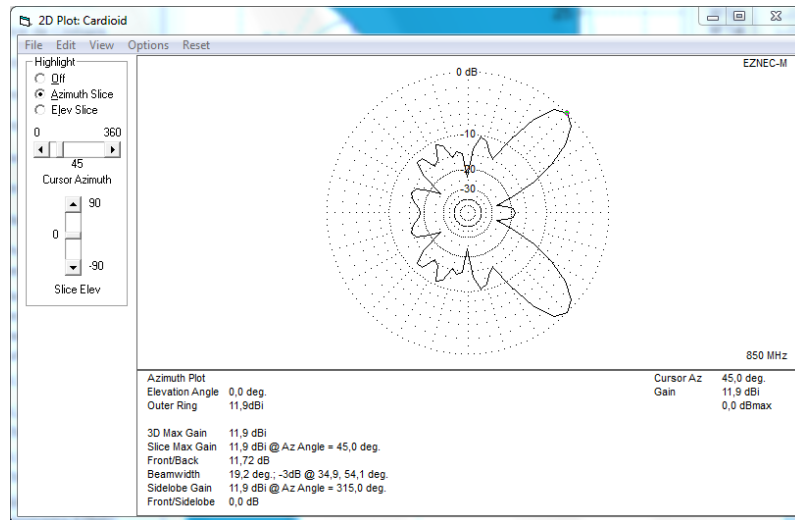 2D Plot: Cardioid
File Edit View Options Reset
Highlight
Off
Azimuth Slice
Elev Slice
0 360
45
Cursor Azimuth
90
0
-90
Slice Elev
EZNEC-M
0 dB
-10
-20
-30
850 MHz
Azimuth Plot
Elevation Angle 0,0 deg.
Outer Ring 11,9dBi
Cursor Az 45,0 deg.
Gain 11,9 dBi
0,0 dBmax
3D Max Gain 11,9 dBi
Slice Max Gain 11,9 dBi @ Az Angle = 45,0 deg.
Front/Back 11,72 dB
Beamwidth 19,2 deg.; -3dB @ 34,9, 54,1 deg.
Sidelobe Gain 11,9 dBi @ Az Angle = 315,0 deg.
Front/Sidelobe 0,0 dB